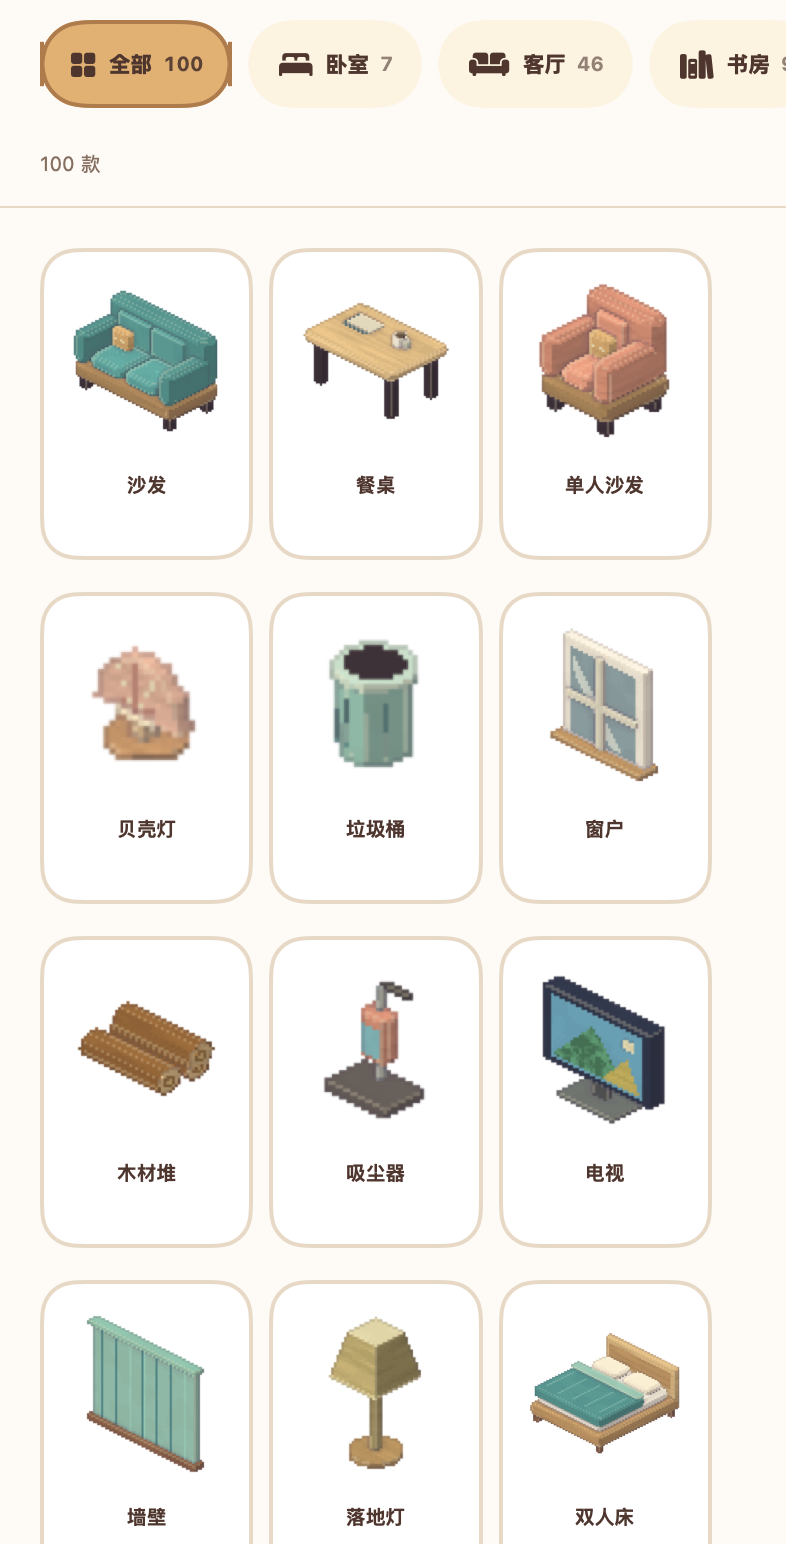 全部 100 卧室 7 客厅 46 书房
100 款
沙发 餐桌 单人沙发
贝壳灯 垃圾桶 窗户
木材堆 吸尘器 电视
墙壁 落地灯 双人床